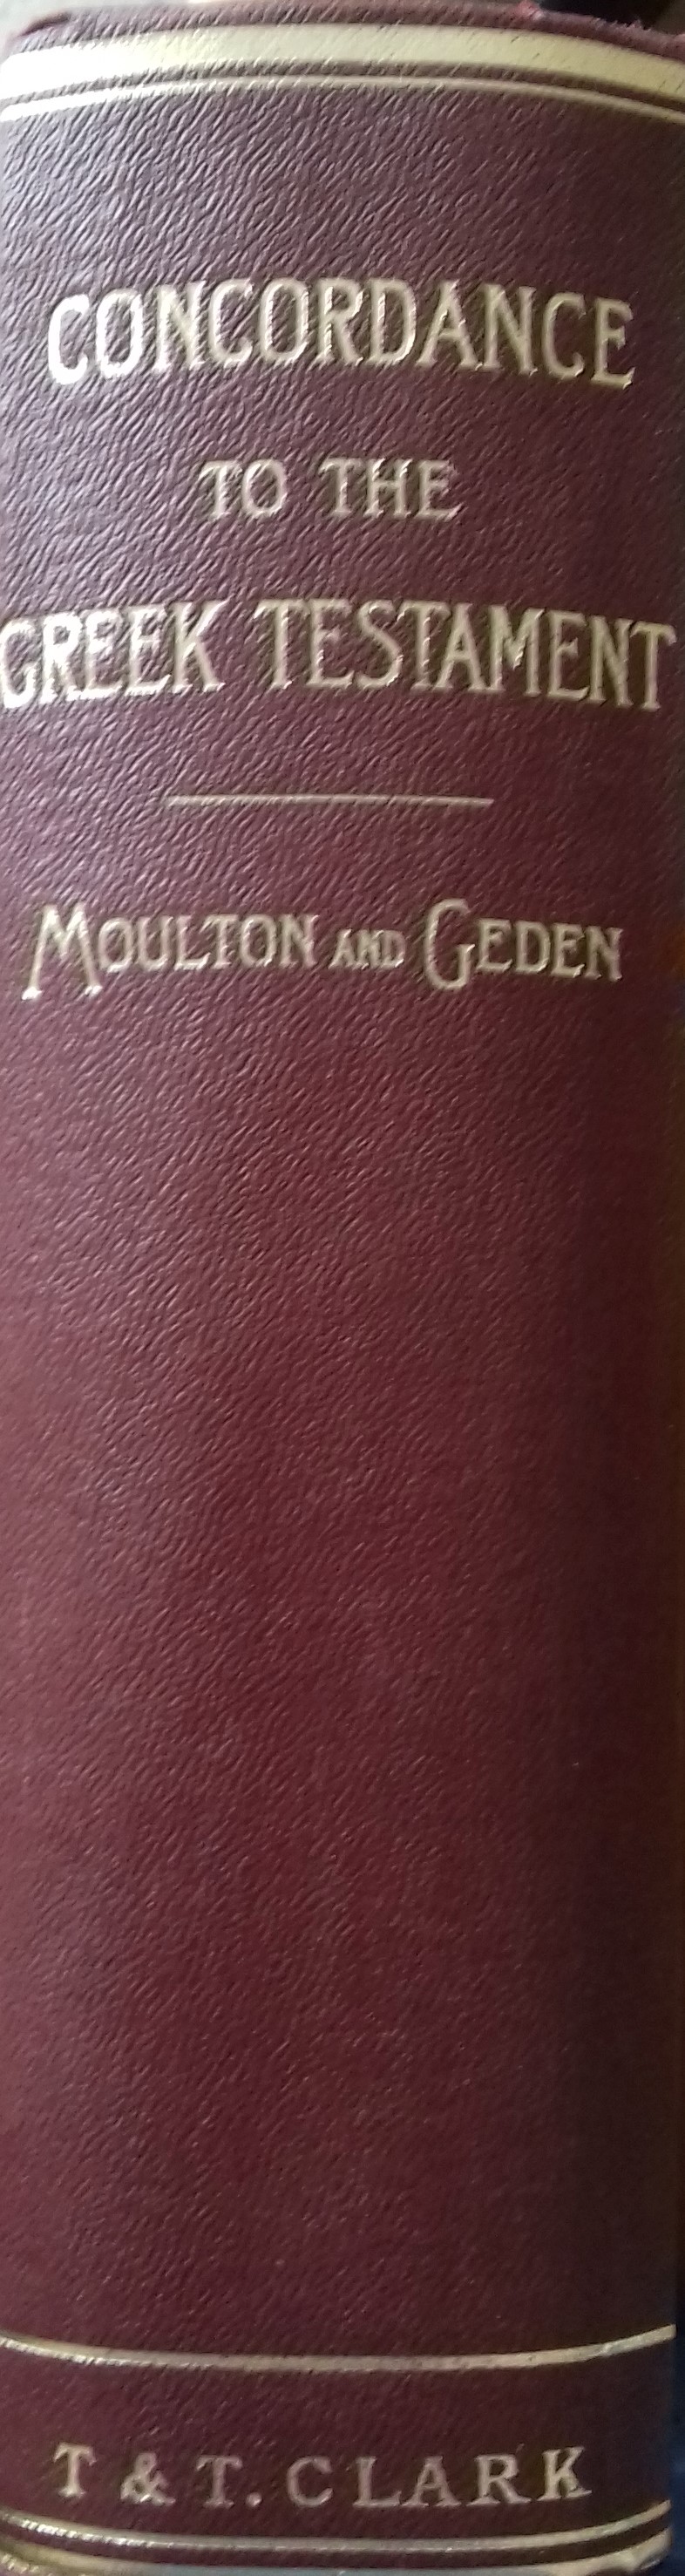 CONCORDANCE
TO THE
GREEK TESTAMENT
MOULTON AND GEDEN
T & T. CLARK